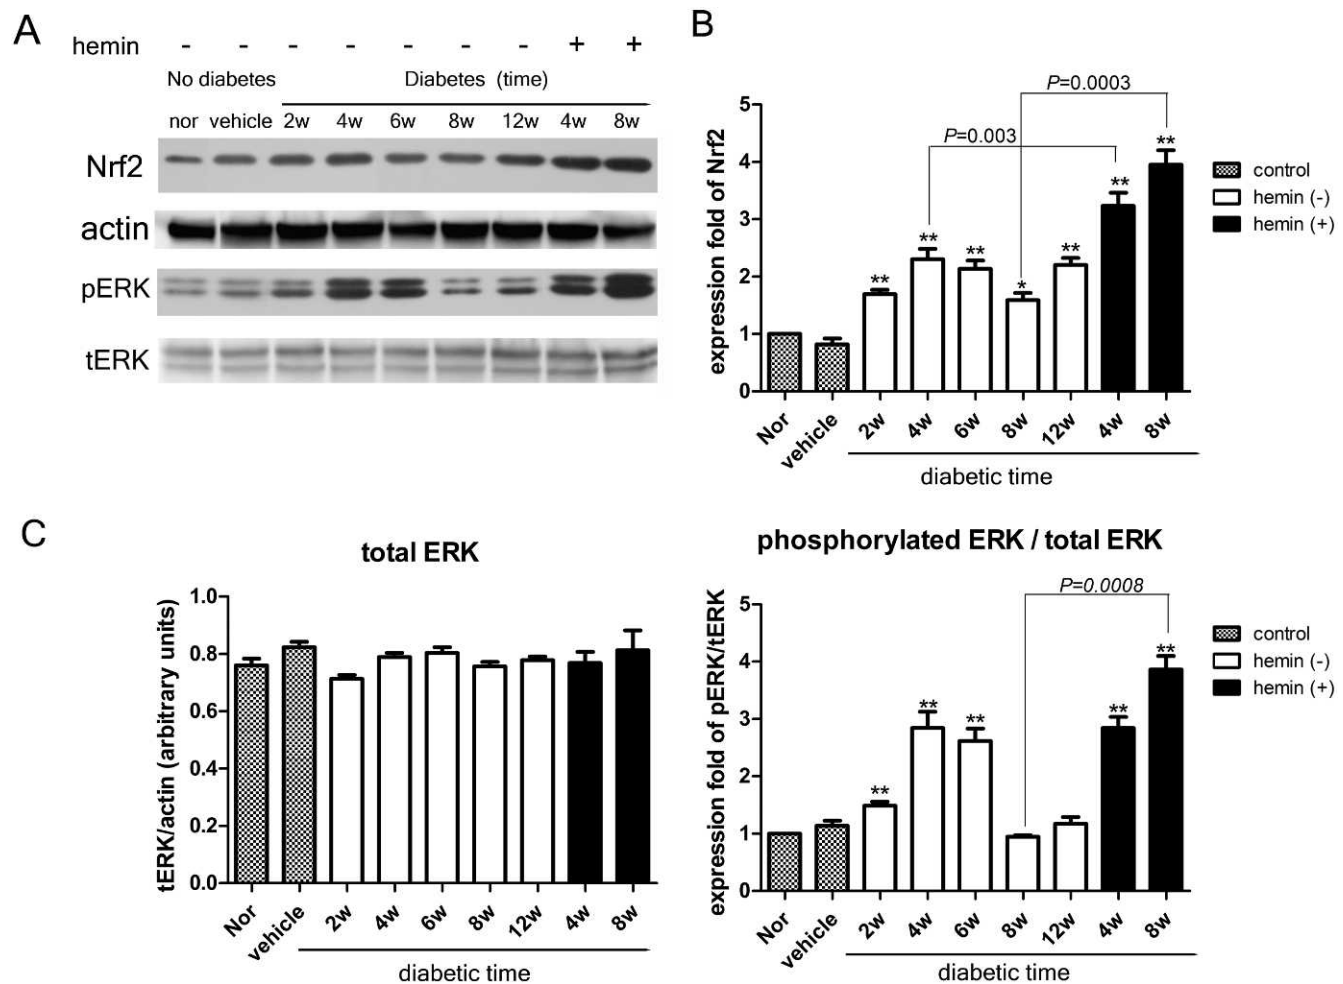 A
hemin - - - - - - - + +
No diabetes Diabetes (time)
nor vehicle 2w 4w 6w 8w 12w 4w 8w
Nrf2
actin
pERK
tERK
B
P=0.0003
P=0.003
expression fold of Nrf2
5
4
3
2
1
0
** ** ** * ** ** **
control
hemin (-)
hemin (+)
Nor vehicle 2w 4w 6w 8w 12w 4w 8w
diabetic time
C
total ERK
tERK/actin (arbitrary units)
1.0
0.8
0.6
0.4
0.2
0.0
Nor vehicle 2w 4w 6w 8w 12w 4w 8w
diabetic time
phosphorylated ERK / total ERK
P=0.0008
expression fold of pERK/tERK
5
4
3
2
1
0
** ** ** ** **
control
hemin (-)
hemin (+)
Nor vehicle 2w 4w 6w 8w 12w 4w 8w
diabetic time